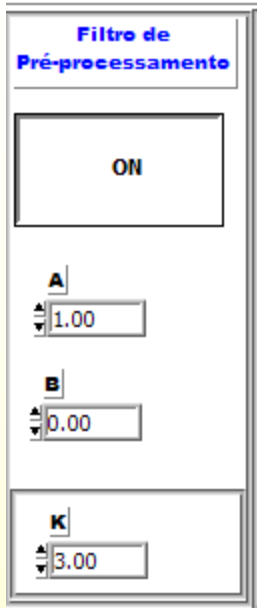 Filtro de
Pré-processamento
ON
A
1.00
B
0.00
K
3.00